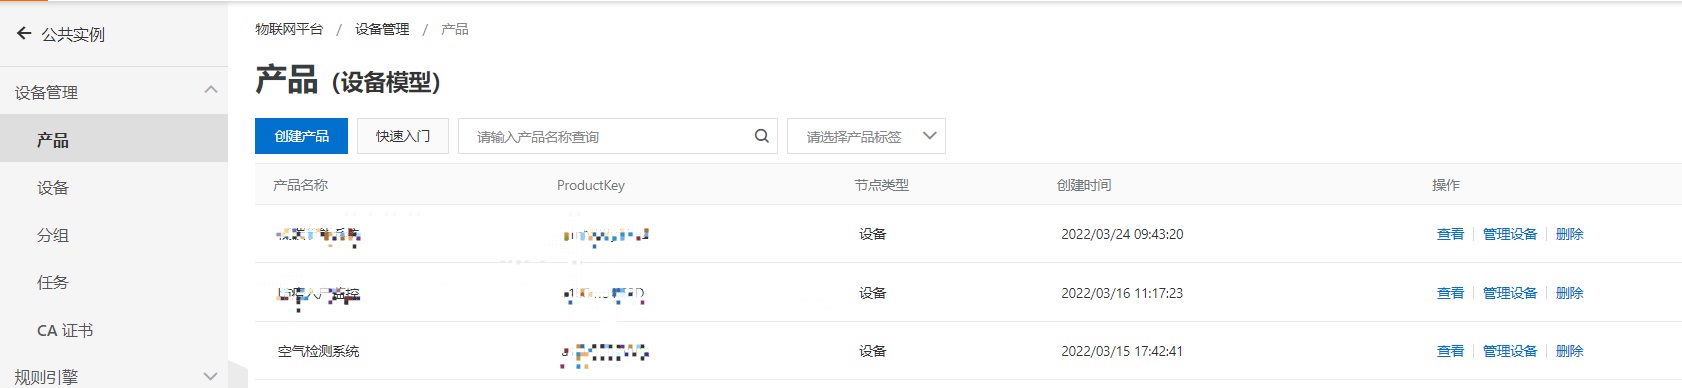 公共实例
设备管理
产品
设备
分组
任务
CA 证书
规则引擎
物联网平台 / 设备管理 / 产品
产品（设备模型）
创建产品 快速入门 请输入产品名称查询 请选择产品标签
产品名称 ProductKey 节点类型 创建时间 操作
设备 2022/03/24 09:43:20 查看 管理设备 删除
设备 2022/03/16 11:17:23 查看 管理设备 删除
空气检测系统 设备 2022/03/15 17:42:41 查看 管理设备 删除